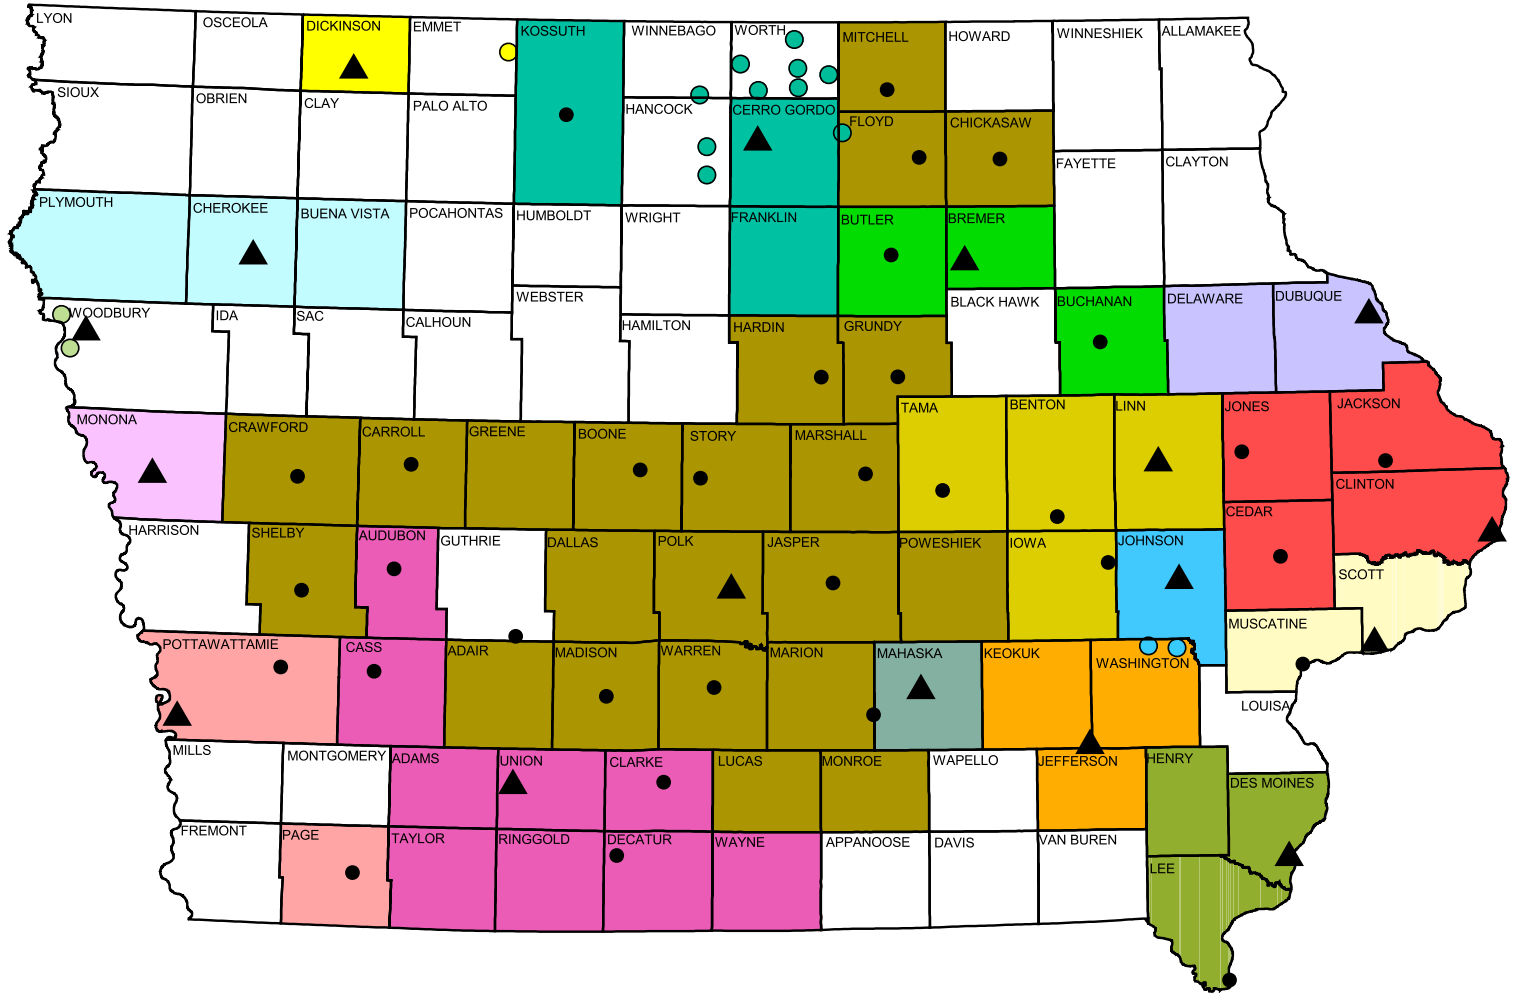 LYON
OSCEOLA
DICKINSON
EMMET
KOSSUTH
WINNEBAGO
WORTH
MITCHELL
HOWARD
WINNESHIEK
ALLAMAKEE
SIOUX
OBRIEN
CLAY
PALO ALTO
HANCOCK
CERRO GORDO
FLOYD
CHICKASAW
FAYETTE
CLAYTON
PLYMOUTH
CHEROKEE
BUENA VISTA
POCAHONTAS
HUMBOLDT
WRIGHT
FRANKLIN
BUTLER
BREMER
WOODBURY
IDA
SAC
CALHOUN
WEBSTER
HAMILTON
HARDIN
GRUNDY
BLACK HAWK
BUCHANAN
DELAWARE
DUBUQUE
MONONA
CRAWFORD
CARROLL
GREENE
BOONE
STORY
MARSHALL
TAMA
BENTON
LINN
JONES
JACKSON
CLINTON
CEDAR
HARRISON
SHELBY
AUDUBON
GUTHRIE
DALLAS
POLK
JASPER
POWESHIEK
IOWA
JOHNSON
SCOTT
MUSCATINE
POTTAWATTAMIE
CASS
ADAIR
MADISON
WARREN
MARION
MAHASKA
KEOKUK
WASHINGTON
LOUISA
MILLS
MONTGOMERY
ADAMS
UNION
CLARKE
LUCAS
MONROE
WAPELLO
JEFFERSON
HENRY
DES MOINES
FREMONT
PAGE
TAYLOR
RINGGOLD
DECATUR
WAYNE
APPANOOSE
DAVIS
VAN BUREN
LEE